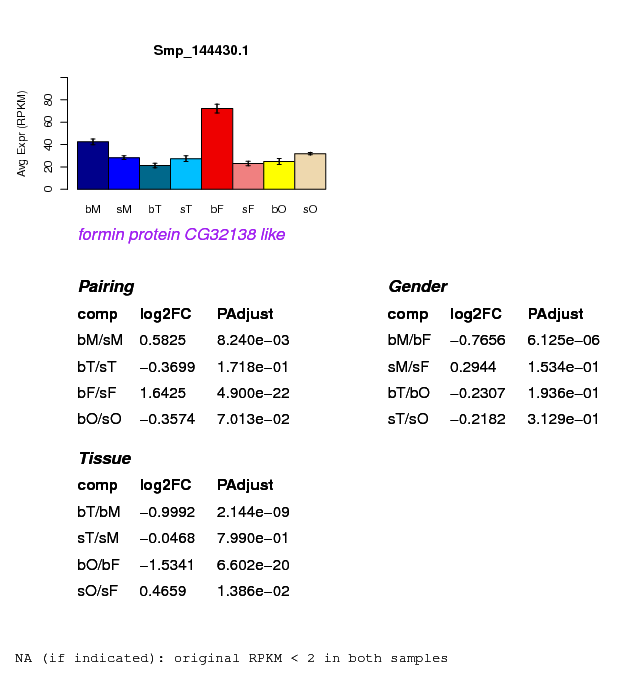 Smp_144430.1
Avg Expr (RPKM)
0 20 40 60 80
bM sM bT sT bF sF bO sO
formin protein CG32138 like
Pairing
comp log2FC PAdjust
bM/sM 0.5825 8.240e−03
bT/sT −0.3699 1.718e−01
bF/sF 1.6425 4.900e−22
bO/sO −0.3574 7.013e−02
Gender
comp log2FC PAdjust
bM/bF −0.7656 6.125e−06
sM/sF 0.2944 1.534e−01
bT/bO −0.2307 1.936e−01
sT/sO −0.2182 3.129e−01
Tissue
comp log2FC PAdjust
bT/bM −0.9992 2.144e−09
sT/sM −0.0468 7.990e−01
bO/bF −1.5341 6.602e−20
sO/sF 0.4659 1.386e−02
NA (if indicated): original RPKM < 2 in both samples